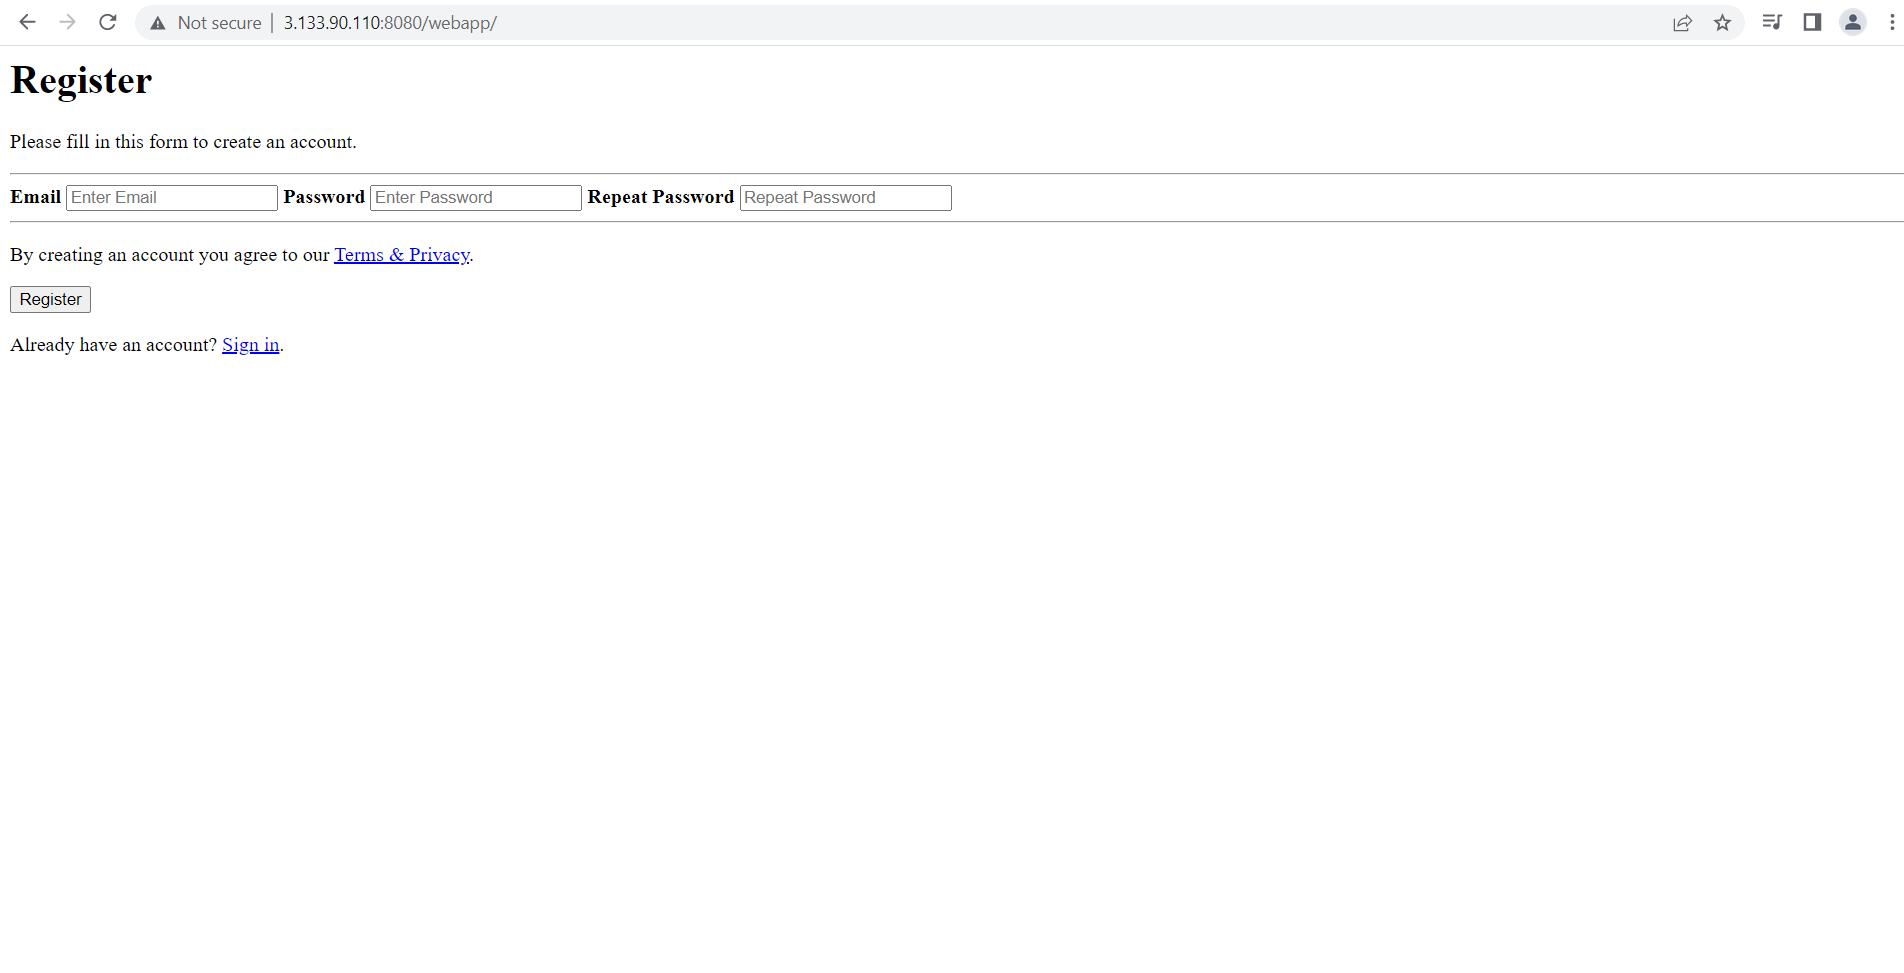 Not secure | 3.133.90.110:8080/webapp/
Register
Please fill in this form to create an account.
Email Enter Email Password Enter Password Repeat Password Repeat Password
By creating an account you agree to our Terms & Privacy.
Register
Already have an account? Sign in.